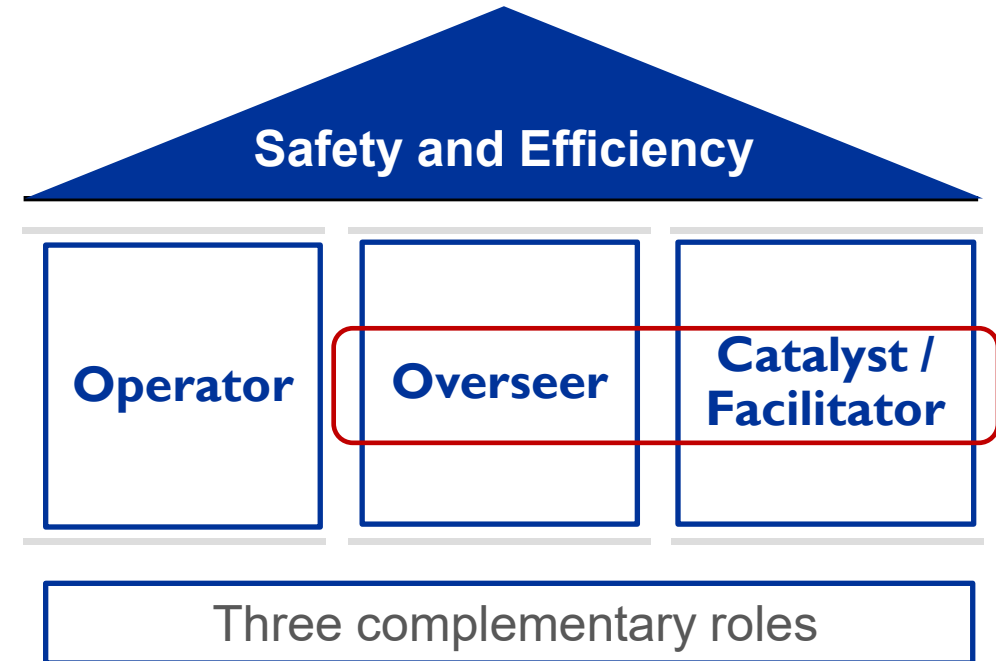 Safety and Efficiency
Operator
Overseer
Catalyst /
Facilitator
Three complementary roles